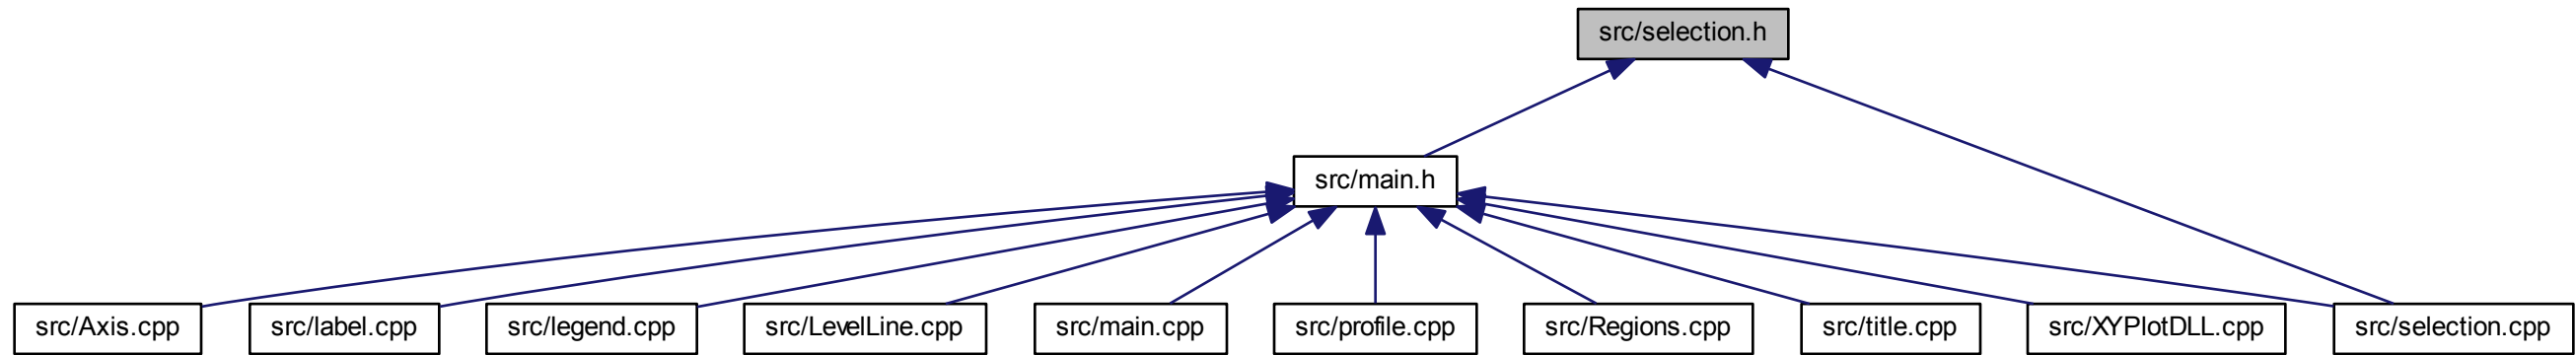 src/selection.h
src/main.h
src/Axis.cpp
src/label.cpp
src/legend.cpp
src/LevelLine.cpp
src/main.cpp
src/profile.cpp
src/Regions.cpp
src/title.cpp
src/XYPlotDLL.cpp
src/selection.cpp